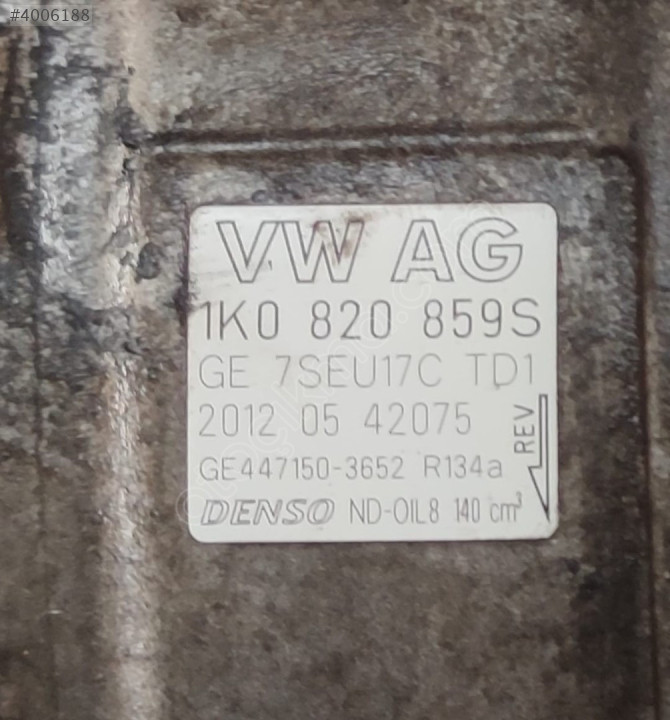 #4006188
VW AG
1K0 820 859S
GE 7SEU17C TD1
2012 05 42075
REV
GE447150-3652 R134a
DENSO ND-OIL8 140 cm³